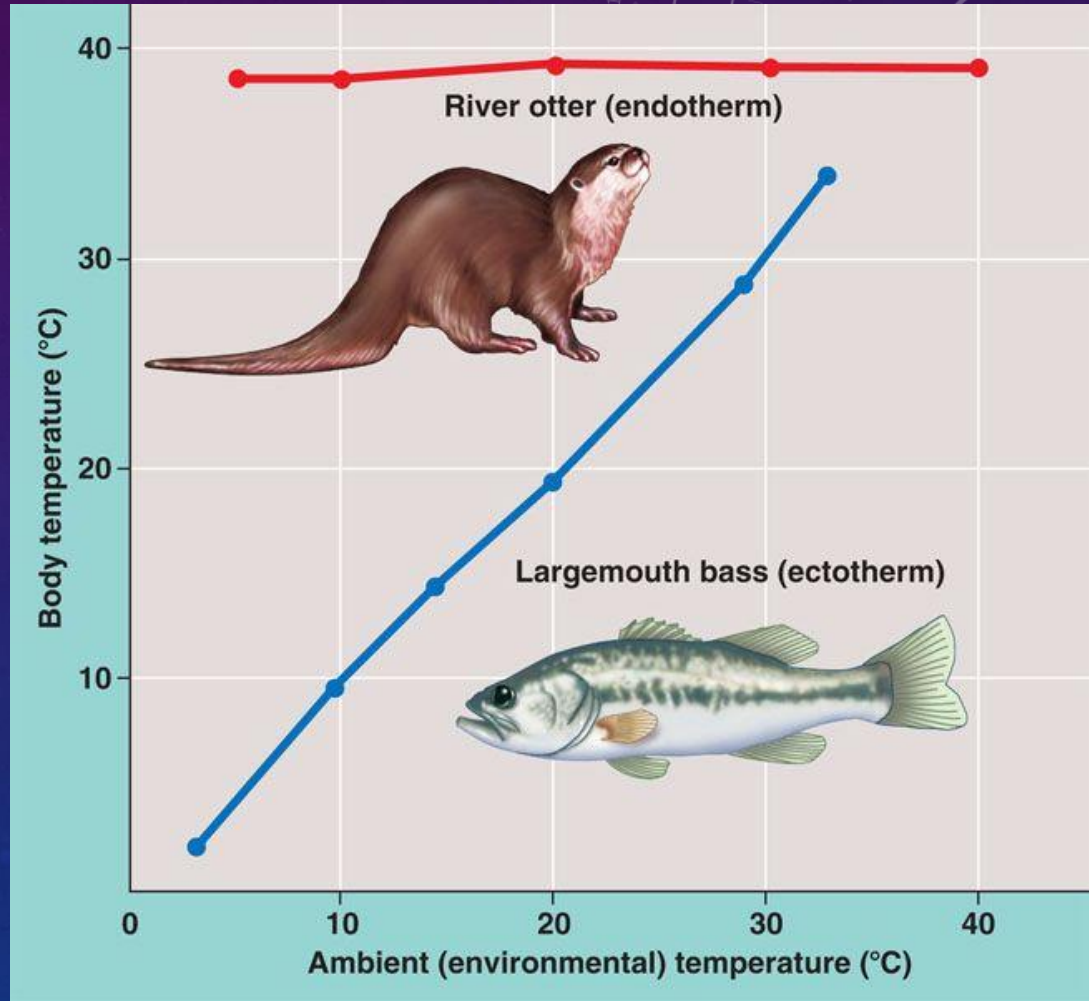 40
River otter (endotherm)
30
Body temperature (°C)
20
Largemouth bass (ectotherm)
10
0 10 20 30 40
Ambient (environmental) temperature (°C)